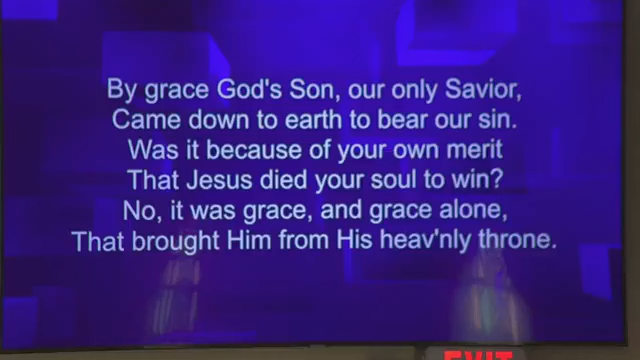 By grace God's Son, our only Savior,
Came down to earth to bear our sin.
Was it because of your own merit
That Jesus died your soul to win?
No, it was grace, and grace alone,
That brought Him from His heav'nly throne.
EXIT